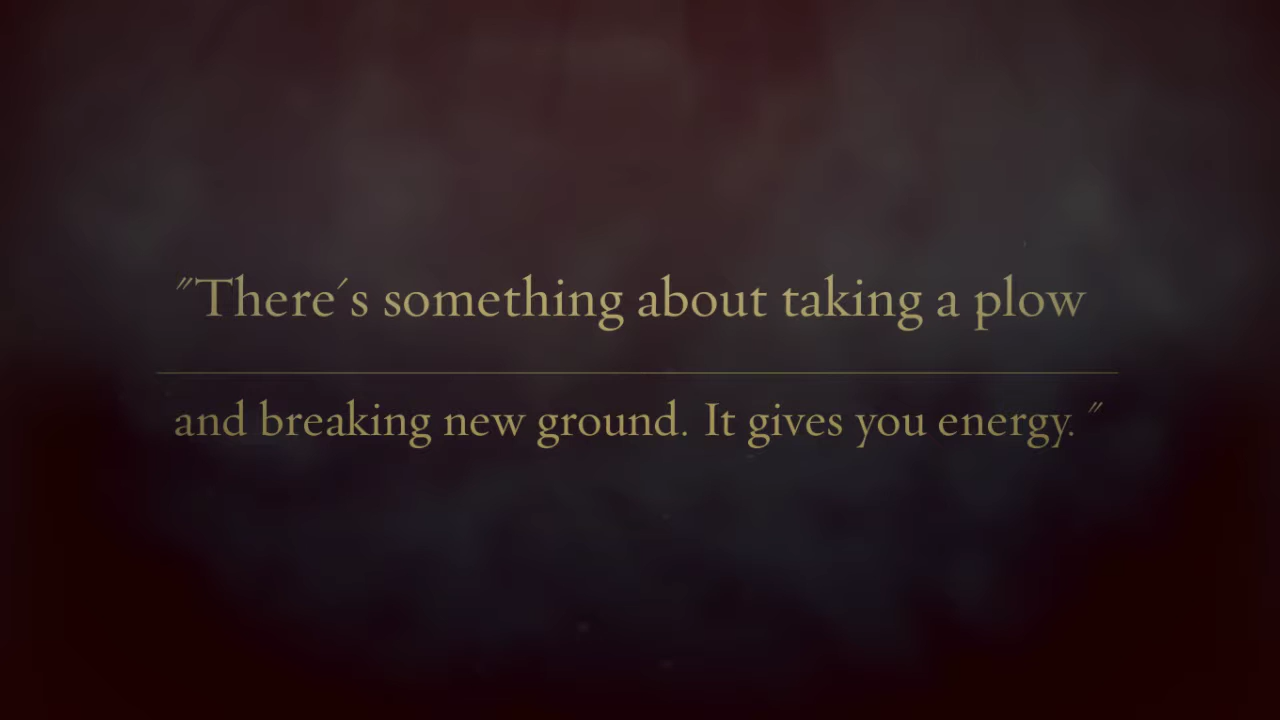 "There´s something about taking a plow
and breaking new ground. It gives you energy."